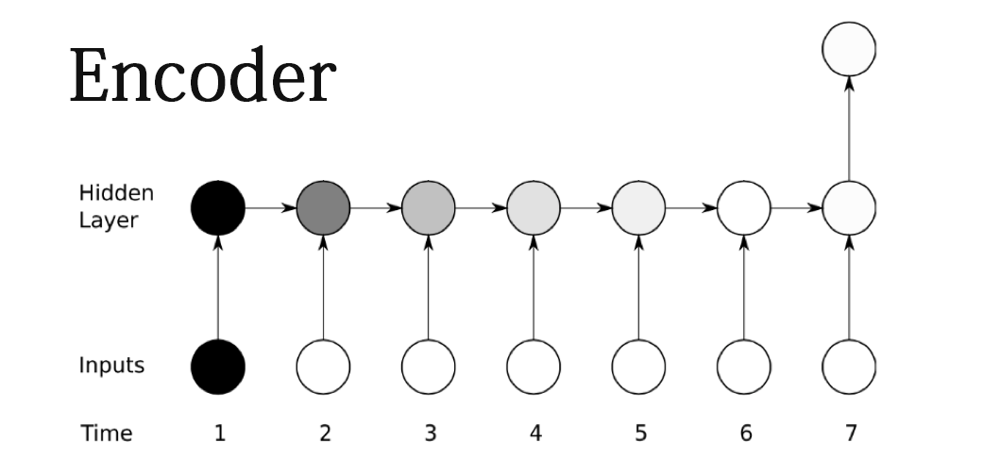 Encoder
Hidden
Layer
Inputs
Time 1 2 3 4 5 6 7